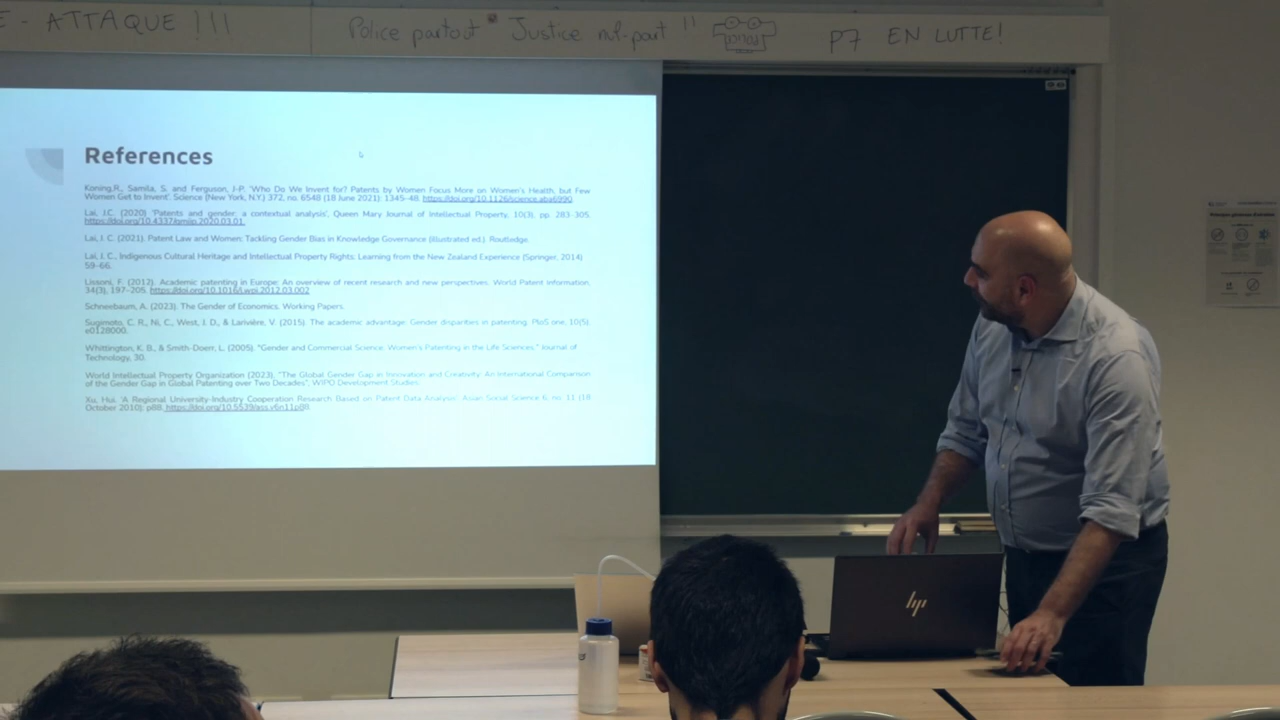 E - ATTAQUE !!!
Police partout Justice nul-part !!
P7 EN LUTTE!
References
Koning,R., Samila, S. and Ferguson, J-P. 'Who Do We Invent for? Patents by Women Focus More on Women's Health, but Few
Women Get to Invent'. Science (New York, N.Y.) 372, no. 6548 (18 June 2021): 1345–48. https://doi.org/10.1126/science.aba6990.
Lai, J.C. (2020) 'Patents and gender: a contextual analysis', Queen Mary Journal of Intellectual Property, 10(3), pp. 283-305.
https://doi.org/10.4337/qmjip.2020.03.01.
Lai, J. C. (2021). Patent Law and Women: Tackling Gender Bias in Knowledge Governance (illustrated ed.). Routledge.
Lai, J. C., Indigenous Cultural Heritage and Intellectual Property Rights: Learning from the New Zealand Experience (Springer, 2014)
59–66.
Lissoni, F. (2012). Academic patenting in Europe: An overview of recent research and new perspectives. World Patent Information,
34(3), 197–205. https://doi.org/10.1016/j.wpi.2012.03.002
Schneebaum, A. (2023). The Gender of Economics. Working Papers.
Sugimoto, C. R., Ni, C., West, J. D., & Larivière, V. (2015). The academic advantage: Gender disparities in patenting. PloS one, 10(5),
e0128000.
Whittington, K. B., & Smith-Doerr, L. (2005). "Gender and Commercial Science: Women's Patenting in the Life Sciences." Journal of
Technology, 30.
World Intellectual Property Organization (2023), "The Global Gender Gap in Innovation and Creativity: An International Comparison
of the Gender Gap in Global Patenting over Two Decades", WIPO Development Studies.
Xu, Hui. 'A Regional University-Industry Cooperation Research Based on Patent Data Analysis'. Asian Social Science 6, no. 11 (18
October 2010): p88. https://doi.org/10.5539/ass.v6n11p88.
hp